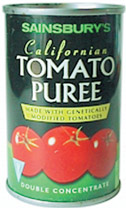 SAINSBURY'S
Californian
TOMATO
PUREE
MADE WITH GENETICALLY
MODIFIED TOMATOES
DOUBLE CONCENTRATE